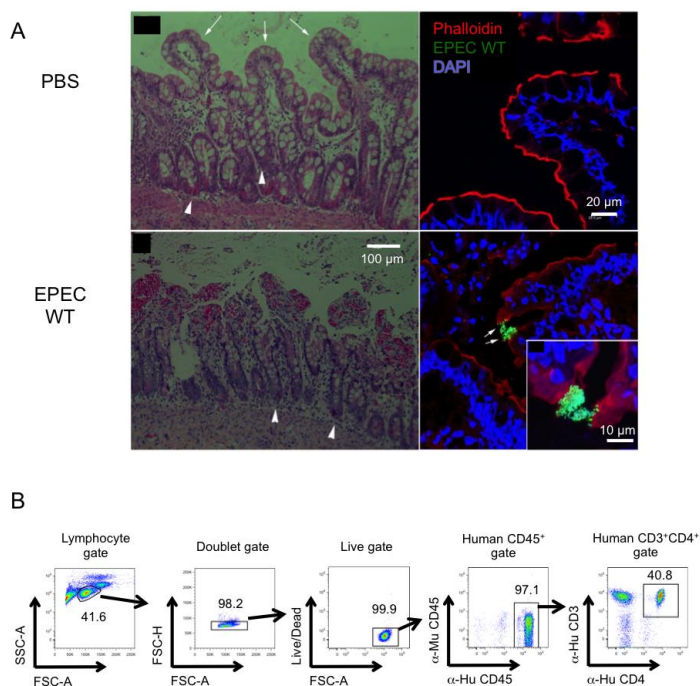 A
PBS
Phalloidin
EPEC WT
DAPI
20 µm
EPEC
WT
100 µm
10 µm
B
Lymphocyte
gate
Doublet gate
Live gate
Human CD45⁺
gate
Human CD3⁺CD4⁺
gate
41.6
98.2
99.9
97.1
40.8
SSC-A
FSC-A
FSC-H
FSC-A
Live/Dead
FSC-A
α-Mu CD45
α-Hu CD45
α-Hu CD3
α-Hu CD4